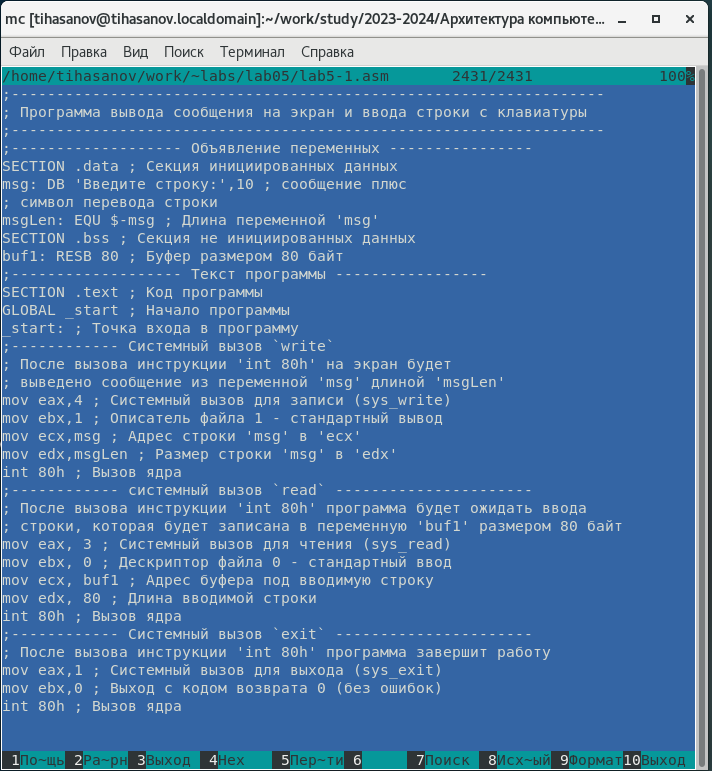 mc [tihasanov@tihasanov.localdomain]:~/work/study/2023-2024/Архитектура компьюте...
Файл Правка Вид Поиск Терминал Справка
/home/tihasanov/work/~labs/lab05/lab5-1.asm 2431/2431 100%
;------------------------------------------------------------------
; Программа вывода сообщения на экран и ввода строки с клавиатуры
;------------------------------------------------------------------
;------------------- Объявление переменных ----------------
SECTION .data ; Секция инициированных данных
msg: DB 'Введите строку:',10 ; сообщение плюс
; символ перевода строки
msgLen: EQU $-msg ; Длина переменной 'msg'
SECTION .bss ; Секция не инициированных данных
buf1: RESB 80 ; Буфер размером 80 байт
;------------------- Текст программы -----------------
SECTION .text ; Код программы
GLOBAL _start ; Начало программы
_start: ; Точка входа в программу
;------------ Системный вызов `write`
; После вызова инструкции 'int 80h' на экран будет
; выведено сообщение из переменной 'msg' длиной 'msgLen'
mov eax,4 ; Системный вызов для записи (sys_write)
mov ebx,1 ; Описатель файла 1 - стандартный вывод
mov ecx,msg ; Адрес строки 'msg' в 'ecx'
mov edx,msgLen ; Размер строки 'msg' в 'edx'
int 80h ; Вызов ядра
;------------ системный вызов `read` ----------------------
; После вызова инструкции 'int 80h' программа будет ожидать ввода
; строки, которая будет записана в переменную 'buf1' размером 80 байт
mov eax, 3 ; Системный вызов для чтения (sys_read)
mov ebx, 0 ; Дескриптор файла 0 - стандартный ввод
mov ecx, buf1 ; Адрес буфера под вводимую строку
mov edx, 80 ; Длина вводимой строки
int 80h ; Вызов ядра
;------------ Системный вызов `exit` ----------------------
; После вызова инструкции 'int 80h' программа завершит работу
mov eax,1 ; Системный вызов для выхода (sys_exit)
mov ebx,0 ; Выход с кодом возврата 0 (без ошибок)
int 80h ; Вызов ядра
1По~щь 2Ра~рн 3Выход 4Hex 5Пер~ти 6 7Поиск 8Исх~ый 9Формат 10Выход